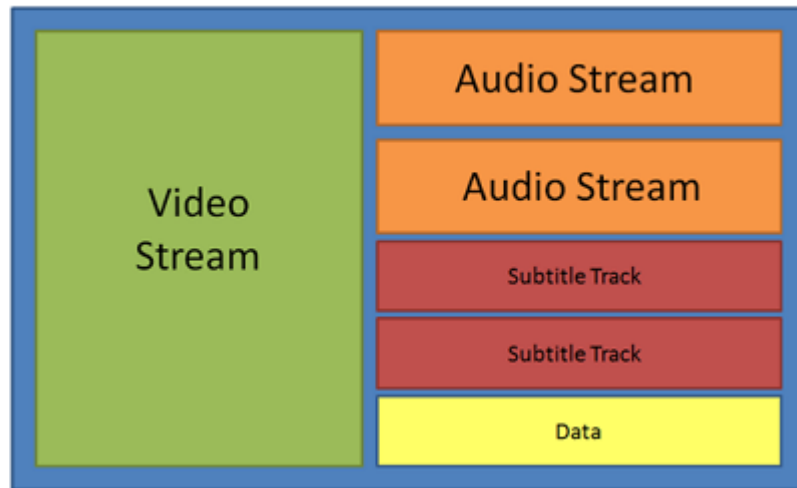 Video
Stream
Audio Stream
Audio Stream
Subtitle Track
Subtitle Track
Data